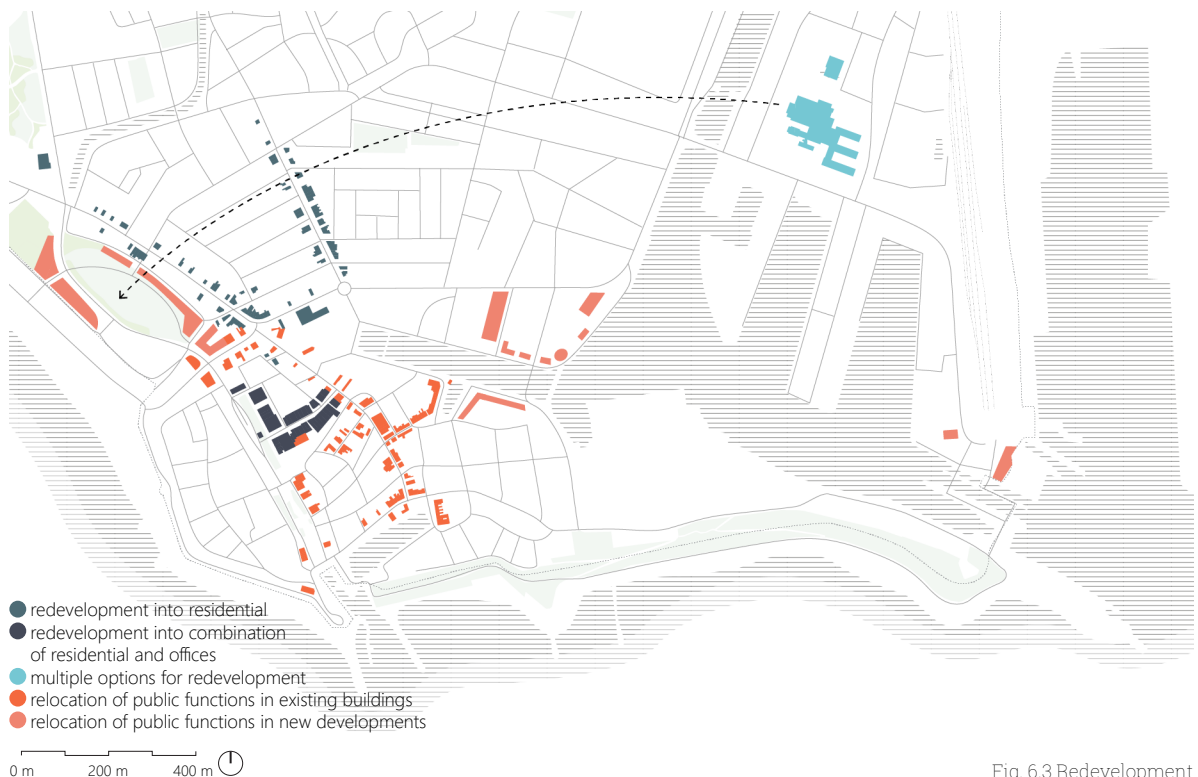 redevelopment into residential
redevelopment into combination
of residential and offices
multiple options for redevelopment
relocation of public functions in existing buildings
relocation of public functions in new developments
0 m 200 m 400 m
Fig. 6.3 Redevelopment